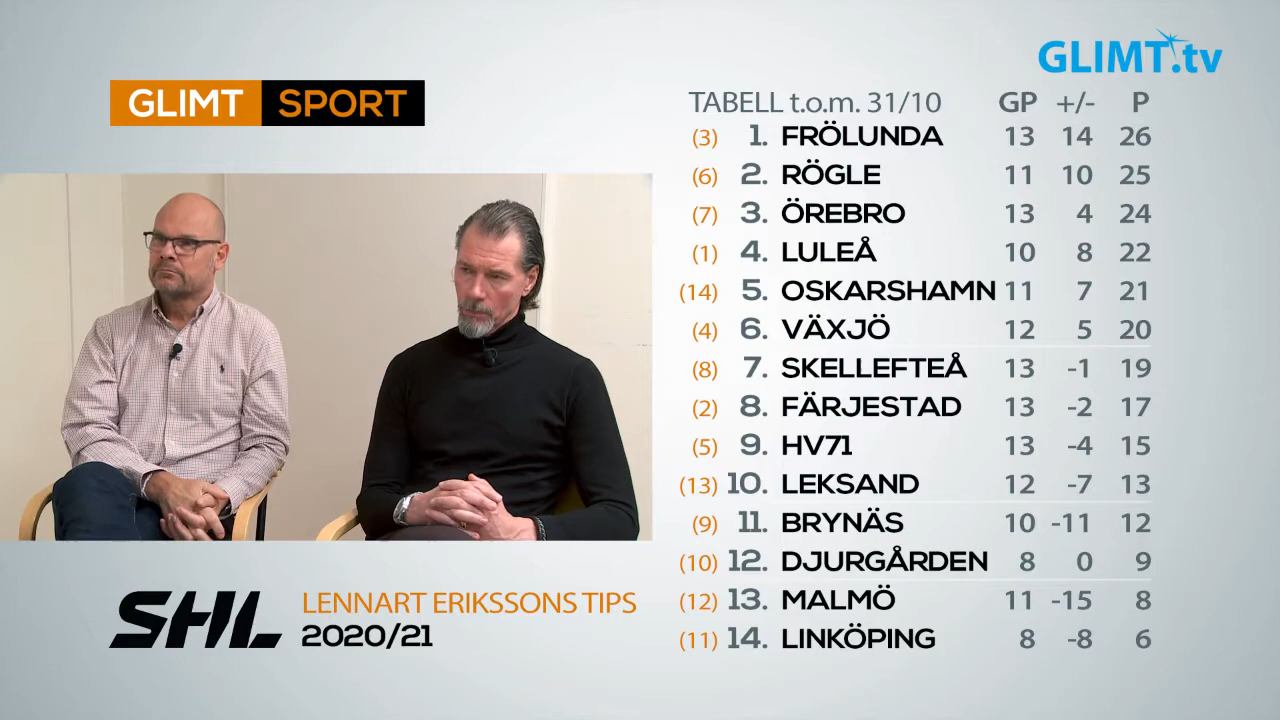 GLIMT.tv
GLIMT SPORT
TABELL t.o.m. 31/10 GP +/- P
(3) 1. FRÖLUNDA 13 14 26
(6) 2. RÖGLE 11 10 25
(7) 3. ÖREBRO 13 4 24
(1) 4. LULEÅ 10 8 22
(14) 5. OSKARSHAMN 11 7 21
(4) 6. VÄXJÖ 12 5 20
(8) 7. SKELLEFTEÅ 13 -1 19
(2) 8. FÄRJESTAD 13 -2 17
(5) 9. HV71 13 -4 15
(13) 10. LEKSAND 12 -7 13
(9) 11. BRYNÄS 10 -11 12
(10) 12. DJURGÅRDEN 8 0 9
(12) 13. MALMÖ 11 -15 8
(11) 14. LINKÖPING 8 -8 6
SHL
LENNART ERIKSSONS TIPS
2020/21